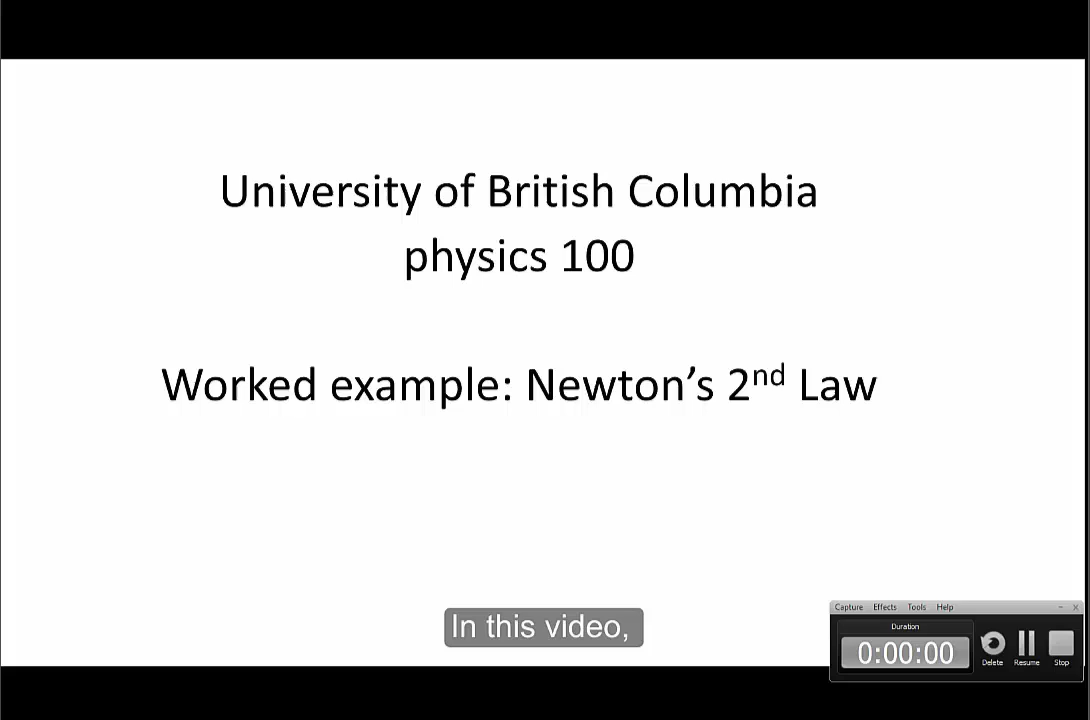 University of British Columbia
physics 100
Worked example: Newton's 2nd Law
In this video,
Capture Effects Tools Help
Duration
0:00:00
Delete Resume Stop